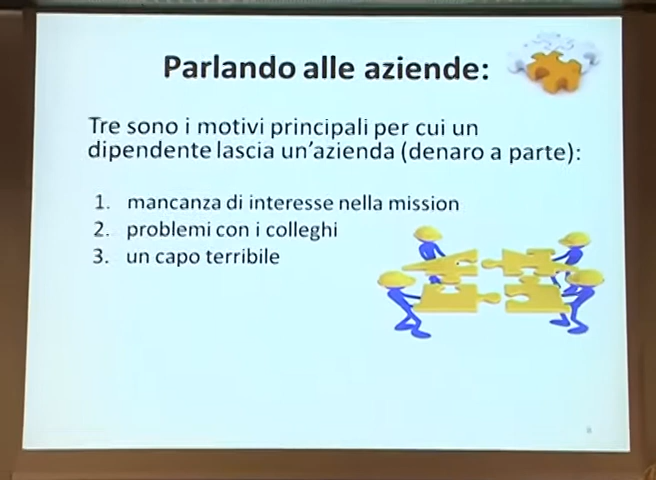 Parlando alle aziende:
Tre sono i motivi principali per cui un
dipendente lascia un'azienda (denaro a parte):
1. mancanza di interesse nella mission
2. problemi con i colleghi
3. un capo terribile